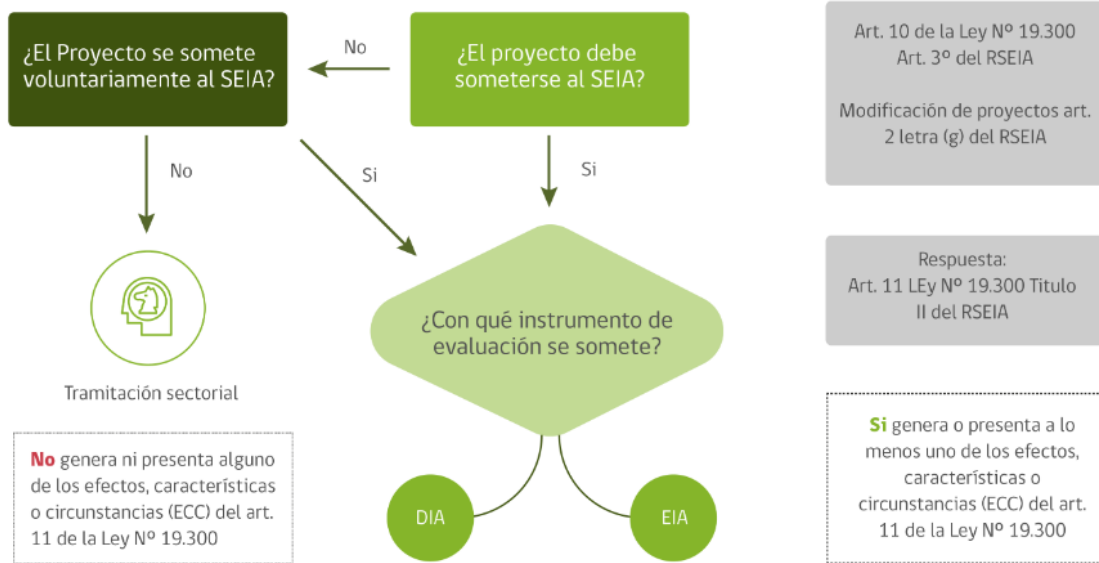 ¿El Proyecto se somete
voluntariamente al SEIA?
No
¿El proyecto debe
someterse al SEIA?
Art. 10 de la Ley Nº 19.300
Art. 3º del RSEIA
Modificación de proyectos art.
2 letra (g) del RSEIA
No
Si
Si
Respuesta:
Art. 11 LEy Nº 19.300 Titulo
II del RSEIA
¿Con qué instrumento de
evaluación se somete?
Tramitación sectorial
No genera ni presenta alguno
de los efectos, características
o circunstancias (ECC) del art.
11 de la Ley Nº 19.300
DIA
EIA
Si genera o presenta a lo
menos uno de los efectos,
características o
circunstancias (ECC) del art.
11 de la Ley Nº 19.300